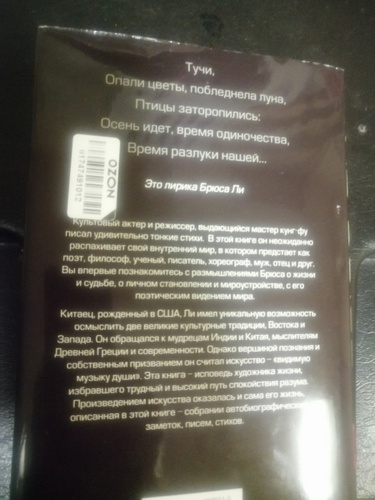 Тучи,
Опали цветы, побледнела луна,
Птицы заторопились:
Осень идет, время одиночества,
Время разлуки нашей...
Это лирика Брюса Ли
OZON
Культовый актер и режиссер, выдающийся мастер кунг-фу
писал удивительно тонкие стихи. В этой книге он неожиданно
распахивает свой внутренний мир, в котором предстает как
поэт, философ, ученый, писатель, хореограф, муж, отец и друг.
Вы впервые познакомитесь с размышлениями Брюса о жизни
и судьбе, о личном становлении и мироустройстве, с его
поэтическим видением мира.
Китаец, рожденный в США, Ли имел уникальную возможность
осмыслить две великие культурные традиции, Востока и
Запада. Он обращался к мудрецам Индии и Китая, мыслителям
Древней Греции и современности. Однако вершиной познания и
собственным призванием он считал искусство – «видимую
музыку души». Эта книга – исповедь художника жизни,
избравшего трудный и высокий путь спокойствия разума.
Произведением искусства оказалась и сама его жизнь,
описанная в этой книге – собрании автобиографических
заметок, писем, стихов.